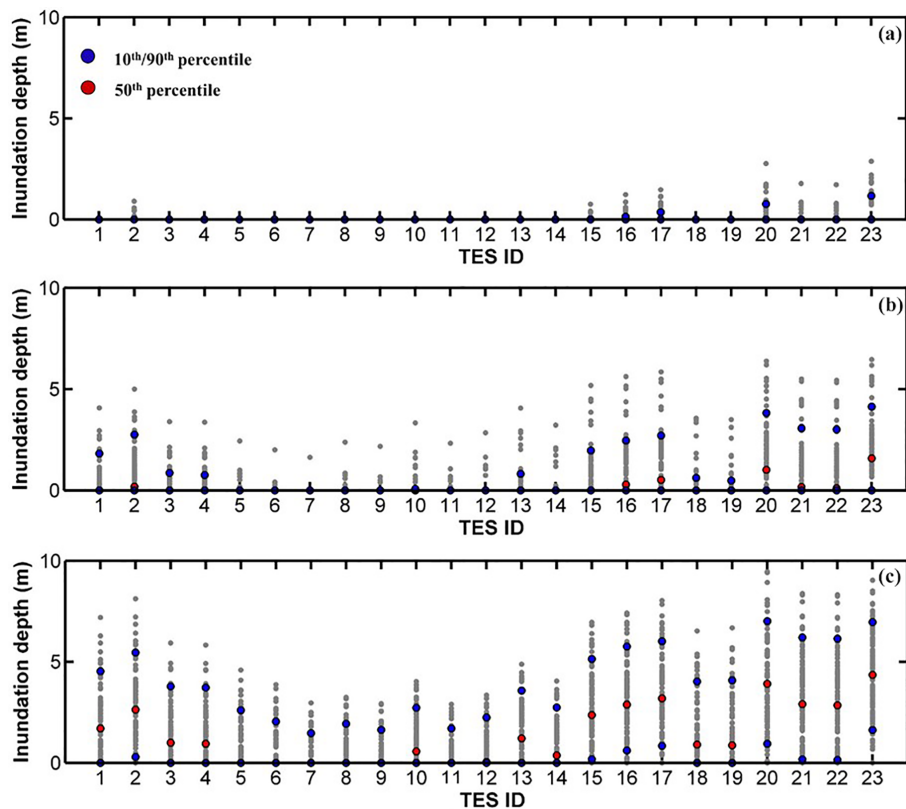 (a)
10th/90th percentile
50th percentile
Inundation depth (m)
10
5
0
1 2 3 4 5 6 7 8 9 10 11 12 13 14 15 16 17 18 19 20 21 22 23
TES ID
(b)
Inundation depth (m)
10
5
0
1 2 3 4 5 6 7 8 9 10 11 12 13 14 15 16 17 18 19 20 21 22 23
TES ID
(c)
Inundation depth (m)
10
5
0
1 2 3 4 5 6 7 8 9 10 11 12 13 14 15 16 17 18 19 20 21 22 23
TES ID